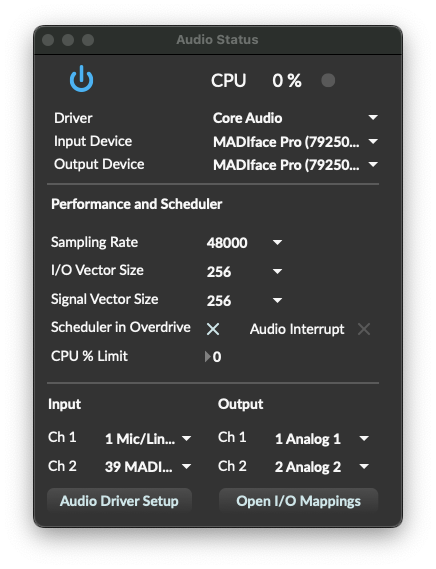 Audio Status
CPU 0 %
Driver Core Audio
Input Device MADIface Pro (79250...
Output Device MADIface Pro (79250...
Performance and Scheduler
Sampling Rate 48000
I/O Vector Size 256
Signal Vector Size 256
Scheduler in Overdrive Audio Interrupt
CPU % Limit 0
Input Output
Ch 1 1 Mic/Lin... Ch 1 1 Analog 1
Ch 2 39 MADI... Ch 2 2 Analog 2
Audio Driver Setup Open I/O Mappings